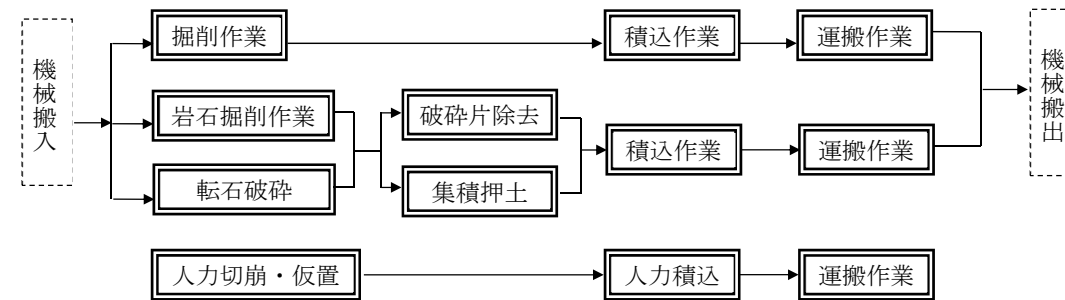 機械搬入
掘削作業
積込作業
運搬作業
機械搬出
岩石掘削作業
破砕片除去
積込作業
運搬作業
転石破砕
集積押土
人力切崩・仮置
人力積込
運搬作業